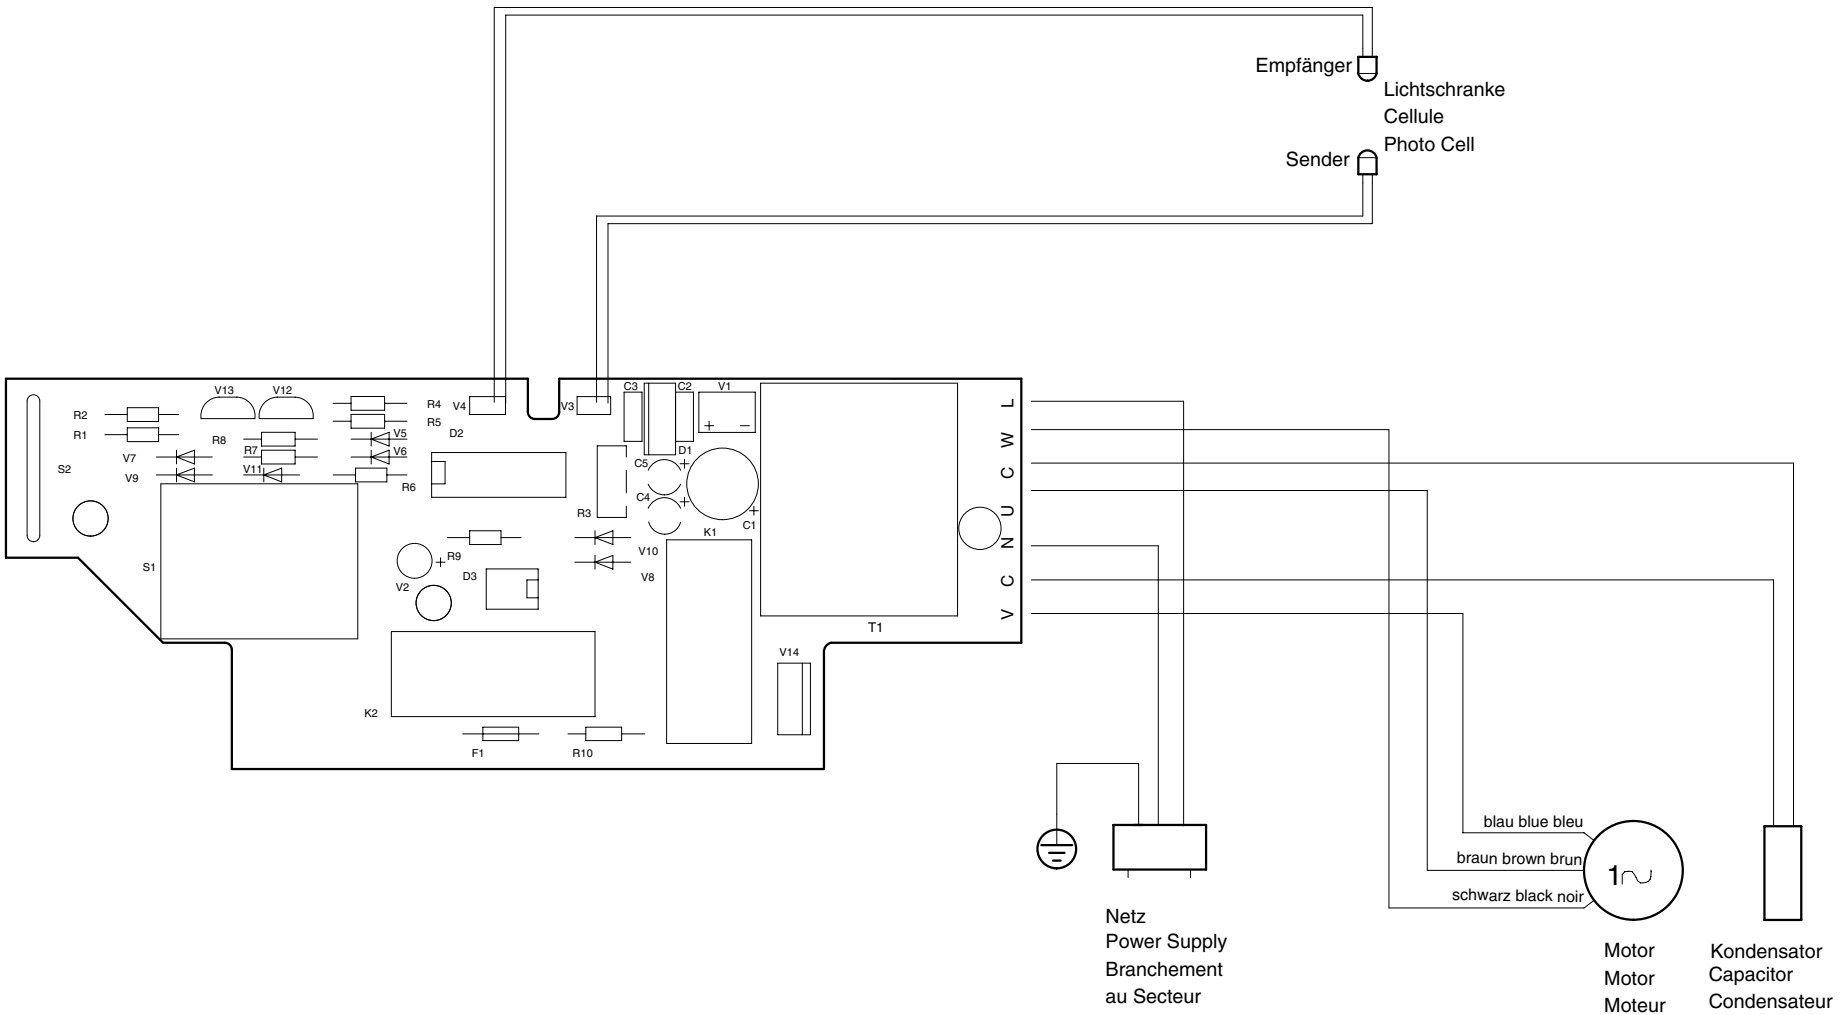 Empfänger
Lichtschranke
Cellule
Photo Cell
Sender
V13
V12
R4
V4
V3
C3
C2
V1
L
R2
R5
R1
R8
V5
D2
W
R7
V6
D1
V7
V11
C5
S2
V9
R6
C4
C
R3
C1
U
K1
N
V10
S1
R9
D3
V8
C
V2
V
T1
V14
K2
F1
R10
blau blue bleu
braun brown brun
1
schwarz black noir
Netz
Power Supply
Branchement
au Secteur
Motor
Motor
Moteur
Kondensator
Capacitor
Condensateur